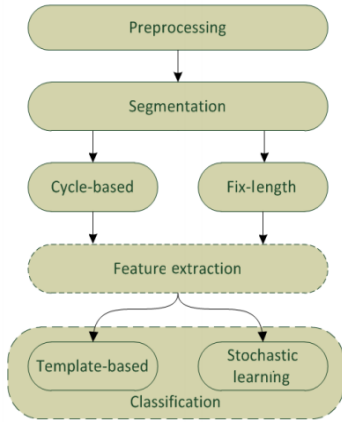 Preprocessing
Segmentation
Cycle-based
Fix-length
Feature extraction
Template-based
Stochastic
learning
Classification